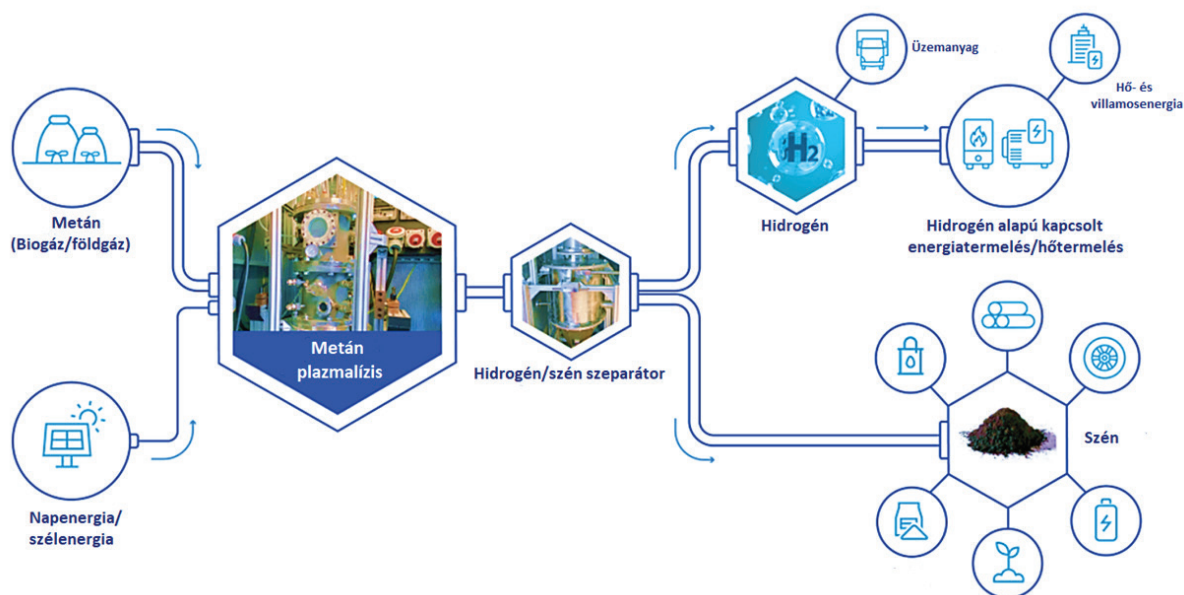 Metán
(Biogáz/földgáz)
Napenergia/
szélenergia
Metán
plazmalízis
Hidrogén/szén szeparátor
H2
Hidrogén
Üzemanyag
Hő- és
villamosenergia
Hidrogén alapú kapcsolt
energiatermelés/hőtermelés
Szén